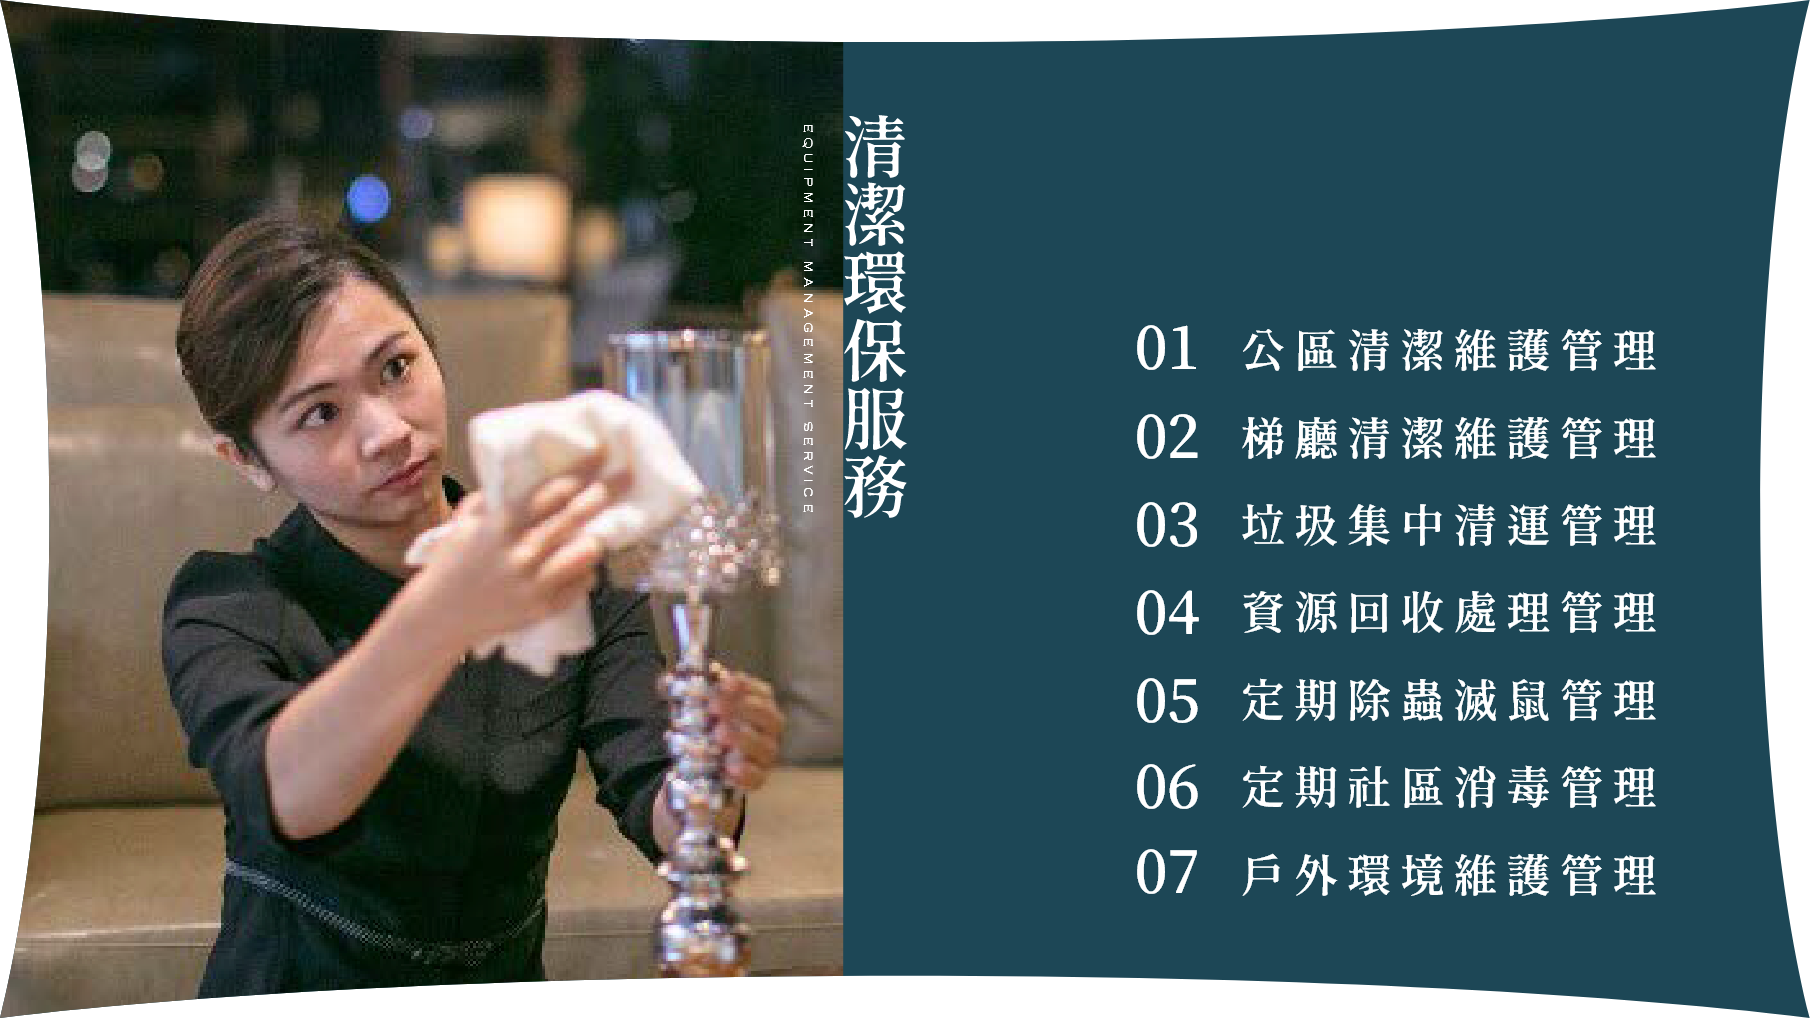 清潔環保服務
EQUIPMENT MANAGEMENT SERVICE
01 公區清潔維護管理
02 梯廳清潔維護管理
03 垃圾集中清運管理
04 資源回收處理管理
05 定期除蟲滅鼠管理
06 定期社區消毒管理
07 戶外環境維護管理